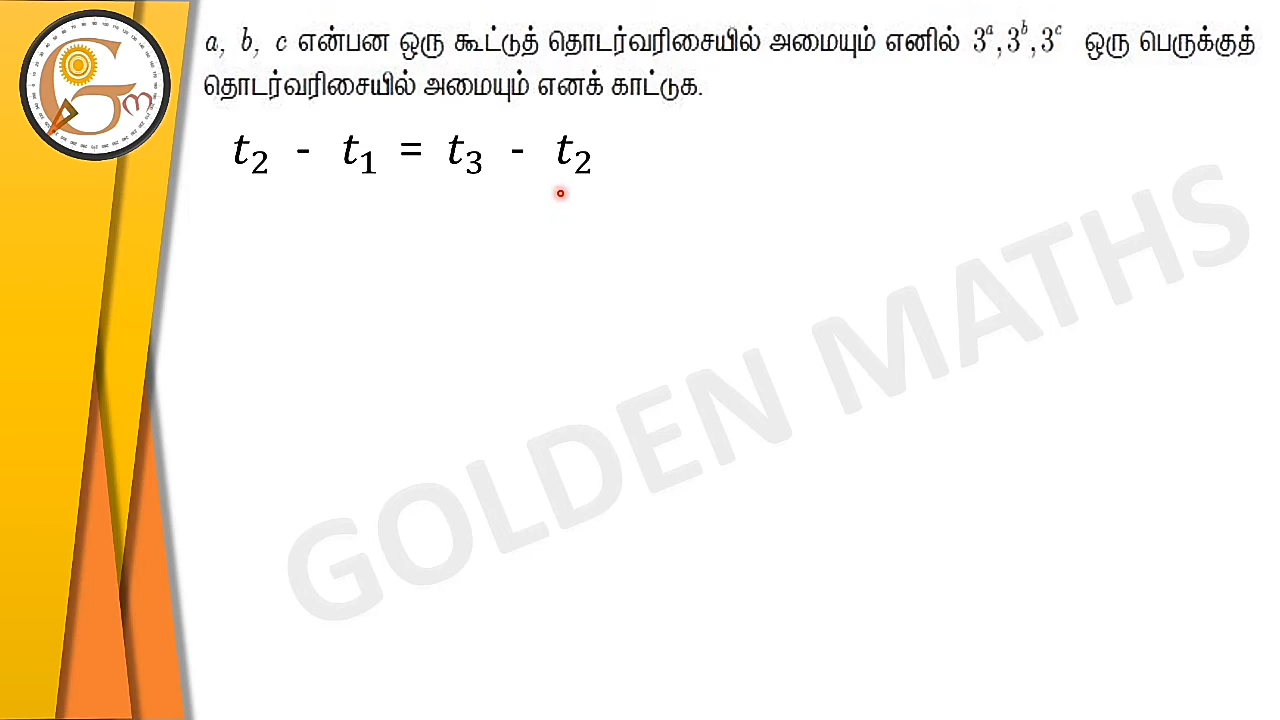 a, b, c என்பன ஒரு கூட்டுத் தொடர்வரிசையில் அமையும் எனில் 3ᵃ, 3ᵇ, 3ᶜ ஒரு பெருக்குத்
தொடர்வரிசையில் அமையும் எனக் காட்டுக.
t₂ - t₁ = t₃ - t₂
GOLDEN MATHS